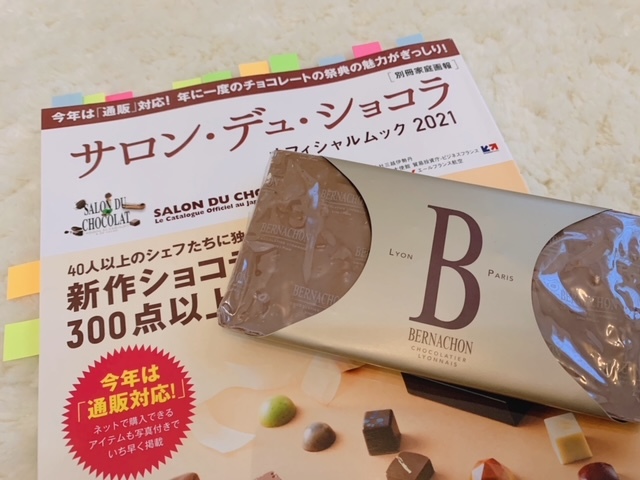 今年は「通販」対応! 年に一度のチョコレートの祭典の魅力がぎっしり!
[別冊家庭画報]
サロン・デュ・ショコラ
オフィシャルムック 2021
SALON DU
CHOCOLAT
SALON DU CHO
Le Catalogue Officiel au Ja
40人以上のシェフたちに独
新作ショコラ
300点以上
今年は
「通販対応!」
ネットで購入できる
アイテムも写真付きで
いち早く掲載
LYON
B
PARIS
BERNACHON
CHOCOLATIER
LYONNAIS